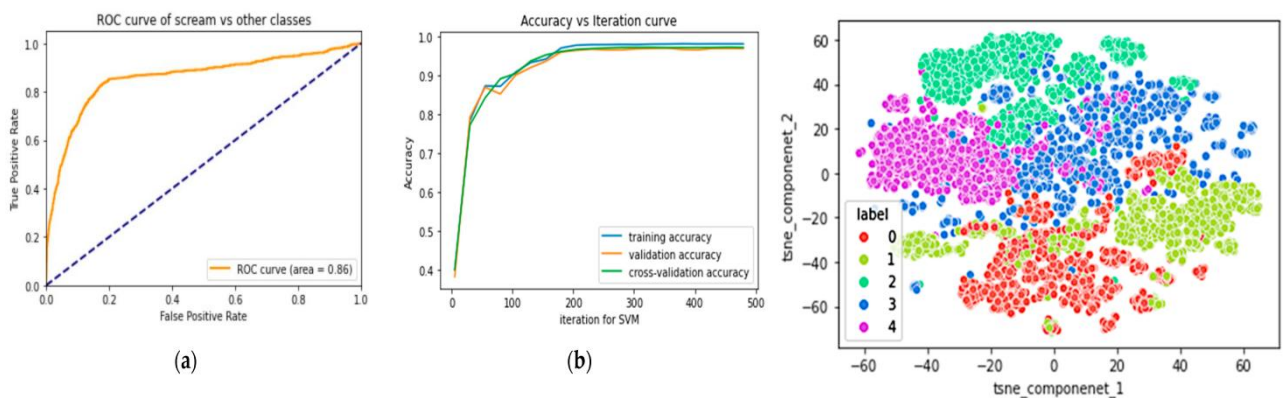 ROC curve of scream vs other classes
True Positive Rate
1.0
0.8
0.6
0.4
0.2
0.0
0.0 0.2 0.4 0.6 0.8 1.0
False Positive Rate
ROC curve (area = 0.86)
(a)
Accuracy vs Iteration curve
Accuracy
1.0
0.9
0.8
0.7
0.6
0.5
0.4
0 100 200 300 400 500
iteration for SVM
training accuracy
validation accuracy
cross-validation accuracy
(b)
tsne_componenet_2
60
40
20
0
−20
−40
−60
label
0
1
2
3
4
−60 −40 −20 0 20 40 60
tsne_componenet_1